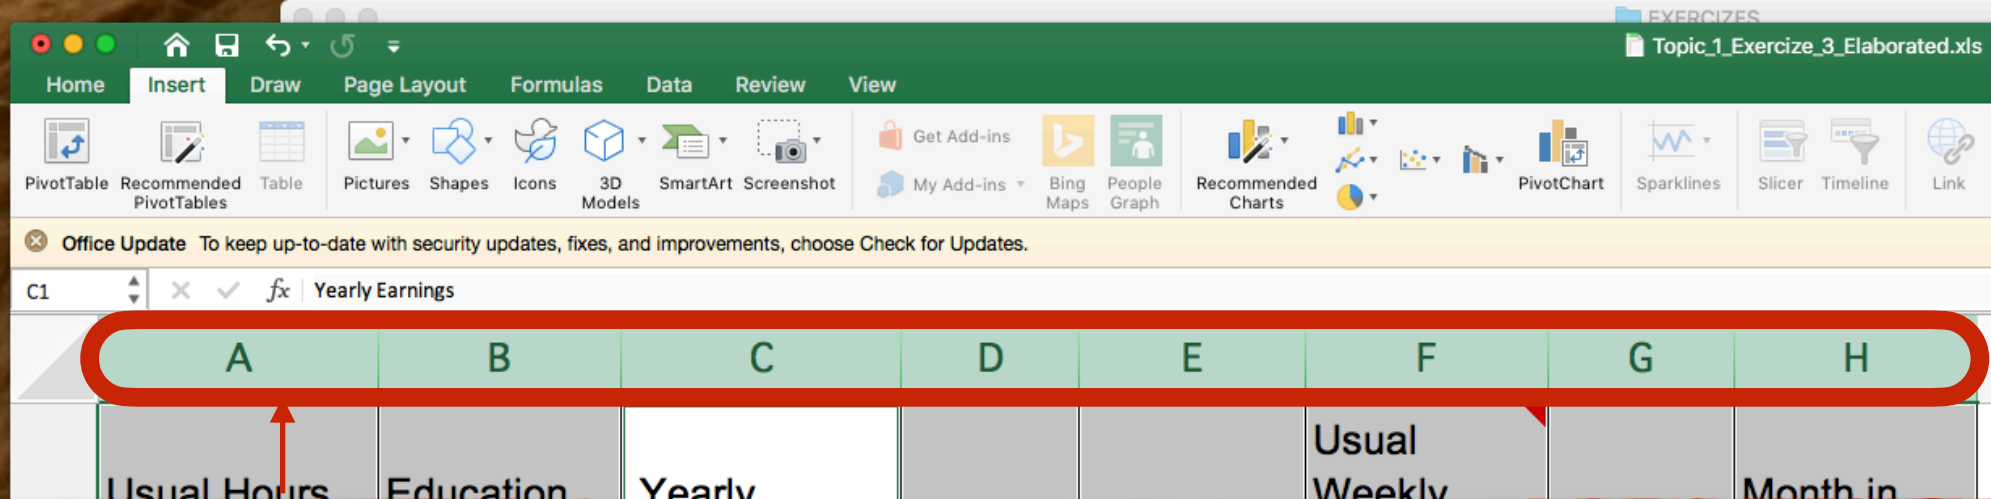 EXERCIZES
Topic_1_Exercize_3_Elaborated.xls
Home Insert Draw Page Layout Formulas Data Review View
Get Add-ins
PivotTable Recommended PivotTables Table Pictures Shapes Icons 3D Models SmartArt Screenshot My Add-ins Bing Maps People Graph Recommended Charts PivotChart Sparklines Slicer Timeline Link
Office Update To keep up-to-date with security updates, fixes, and improvements, choose Check for Updates.
C1 fx Yearly Earnings
A B C D E F G H
Usual
Usual Hours Education Yearly Weekly Month in